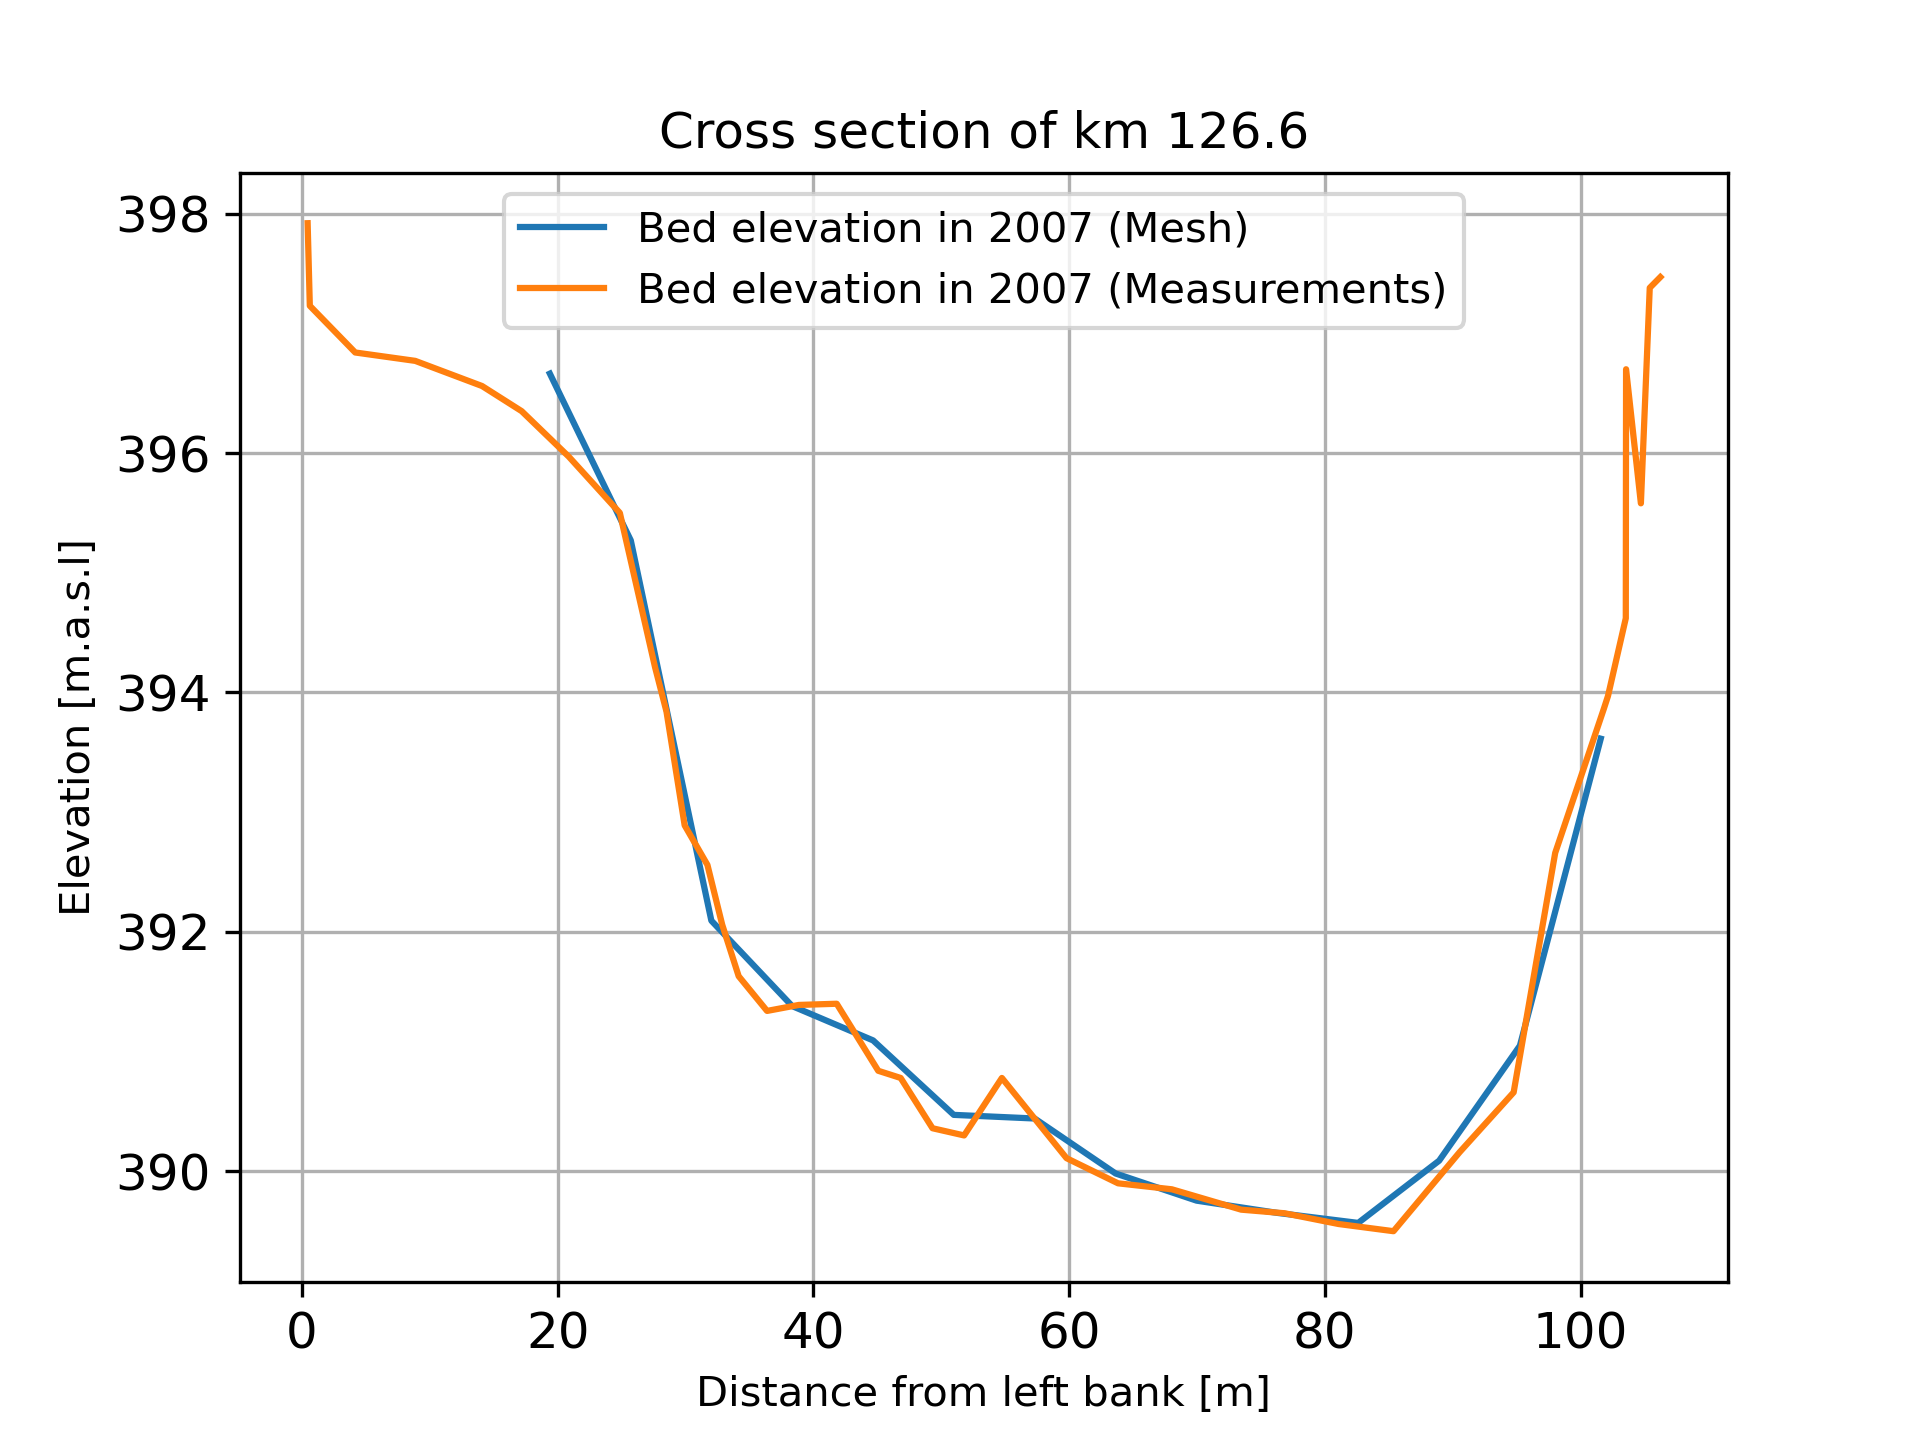 Cross section of km 126.6
Bed elevation in 2007 (Mesh)
Bed elevation in 2007 (Measurements)
398
396
394
392
390
Elevation [m.a.s.l]
0 20 40 60 80 100
Distance from left bank [m]